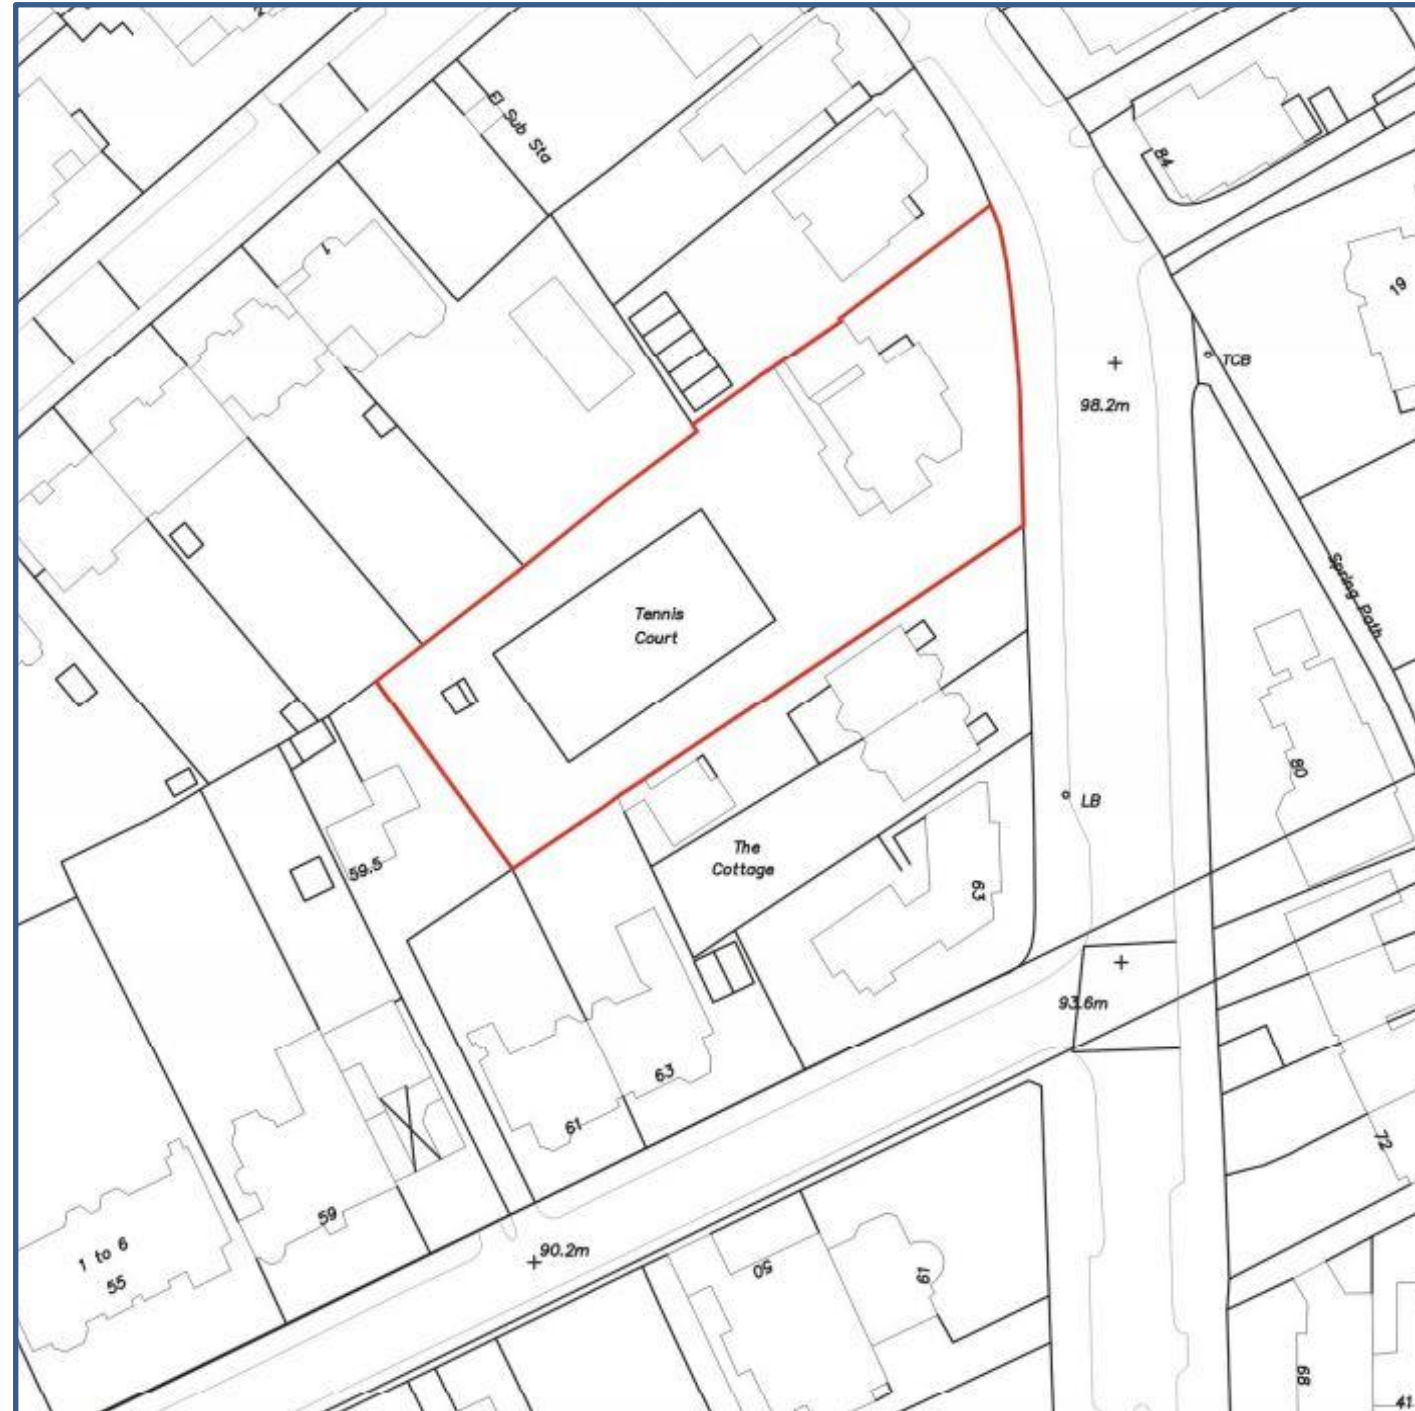 El Sub Sta
84
1
19
TCB
98.2m
Spring Path
Tennis
Court
80
LB
The
Cottage
59.5
63
93.6m
63
61
72
59
1 to 6
55
90.2m
50
61
68
41